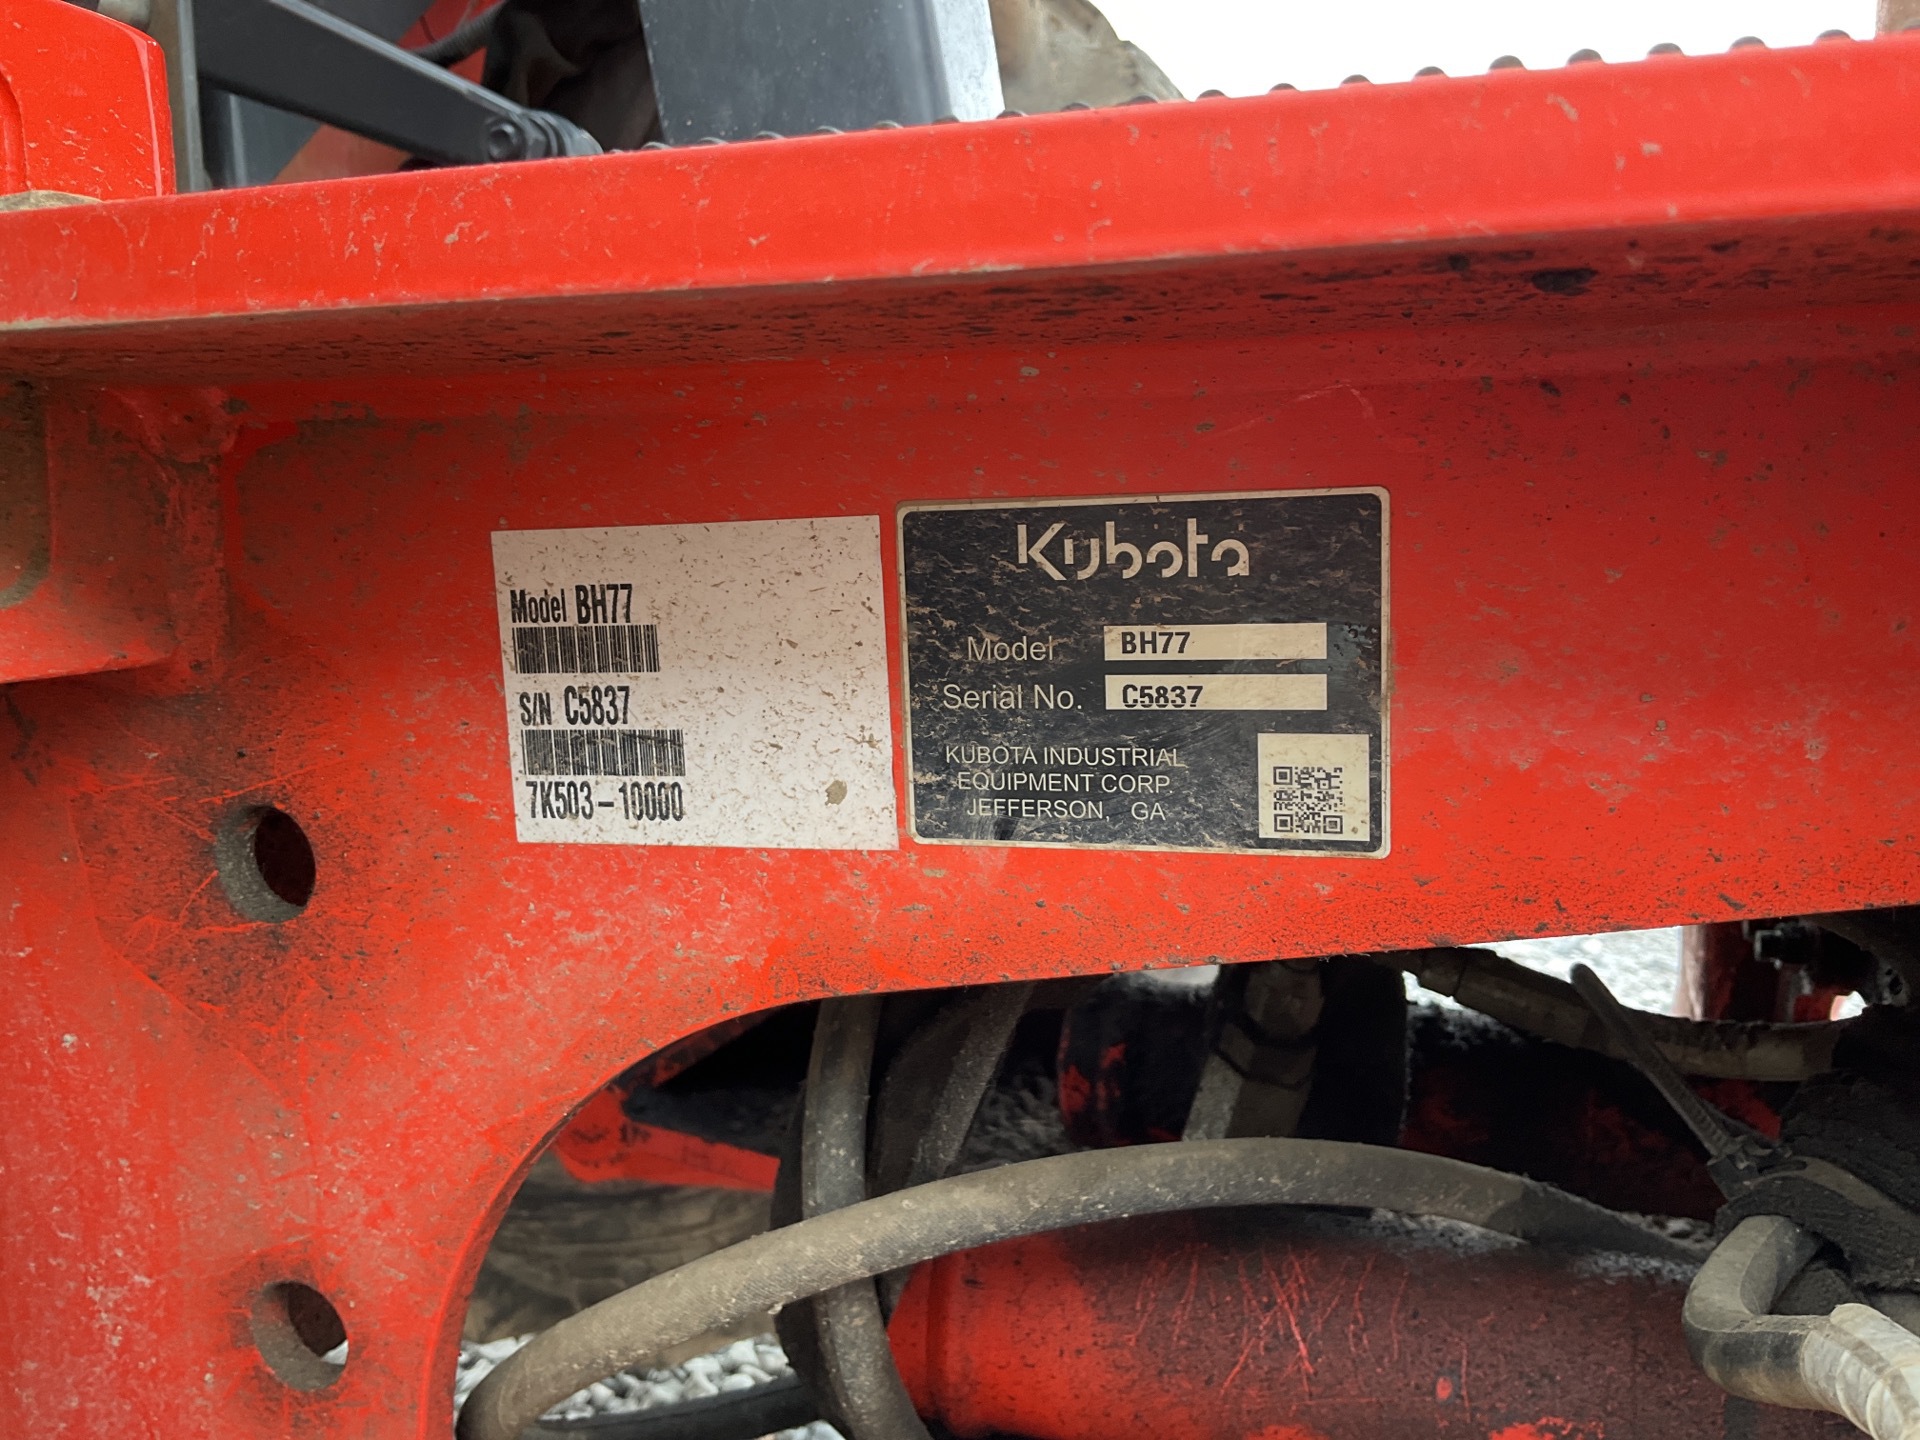 Model BH77
S/N C5837
7K503-10000
Kubota
Model BH77
Serial No. C5837
KUBOTA INDUSTRIAL
EQUIPMENT CORP.
JEFFERSON, GA